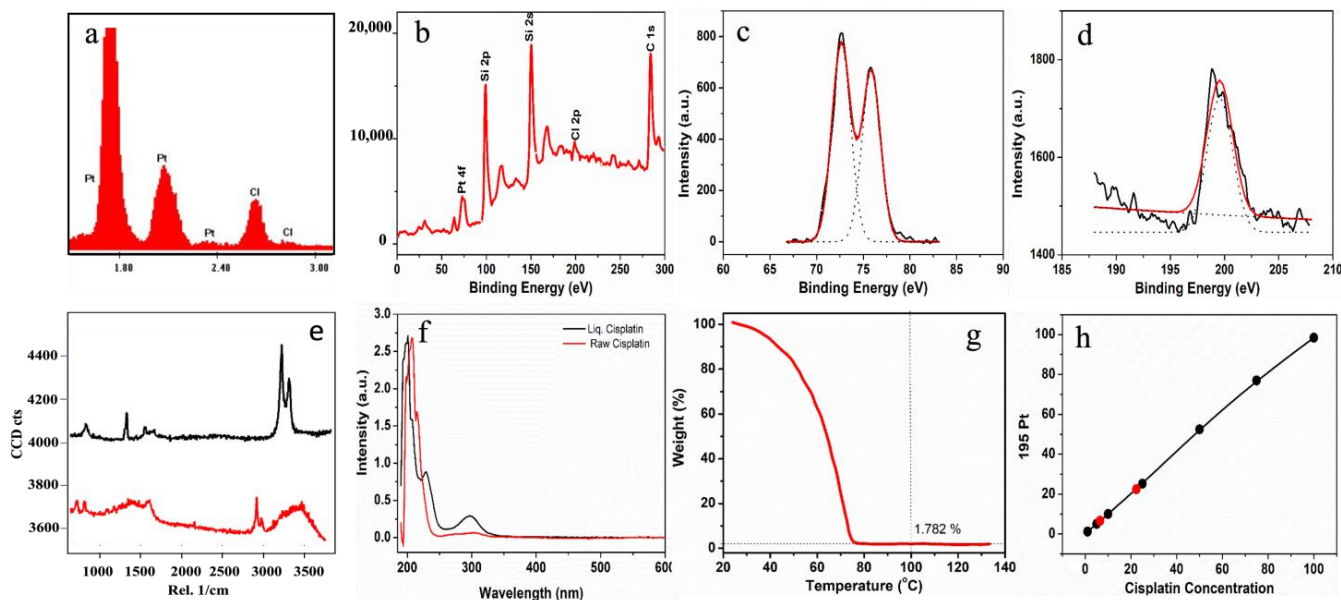 a
Pt
Pt
Pt
Cl
Cl
1.80 2.40 3.00
b
20,000
10,000
0
Pt 4f
Si 2p
Si 2s
Cl 2p
C 1s
0 50 100 150 200 250 300
Binding Energy (eV)
c
Intensity (a.u.)
800
600
400
200
0
60 65 70 75 80 85 90
Binding Energy (eV)
d
Intensity (a.u.)
1800
1600
1500
1400
185 190 195 200 205 210
Binding Energy (eV)
e
CCD cts
4400
4200
4000
3800
3600
1000 1500 2000 2500 3000 3500
Rel. 1/cm
f
Intensity (a.u.)
3.0
2.5
2.0
1.5
1.0
0.5
0.0
Liq. Cisplatin
Raw Cisplatin
200 300 400 500 600
Wavelength (nm)
g
Weight (%)
100
80
60
40
20
0
1.782 %
20 40 60 80 100 120 140
Temperature (°C)
h
195 Pt
100
80
60
40
20
0
0 20 40 60 80 100
Cisplatin Concentration